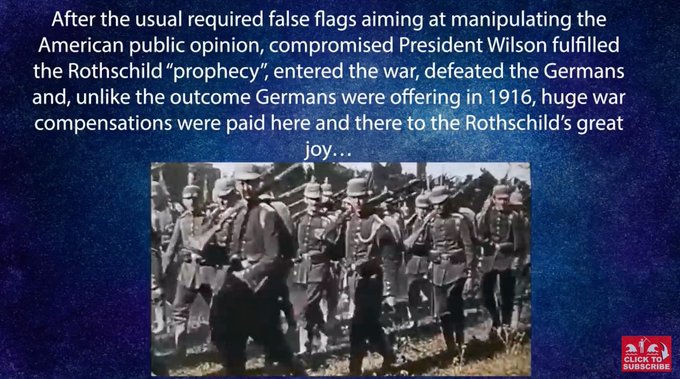 After the usual required false flags aiming at manipulating the
American public opinion, compromised President Wilson fulfilled
the Rothschild “prophecy”, entered the war, defeated the Germans
and, unlike the outcome Germans were offering in 1916, huge war
compensations were paid here and there to the Rothschild’s great
joy…
CLICK TO
SUBSCRIBE